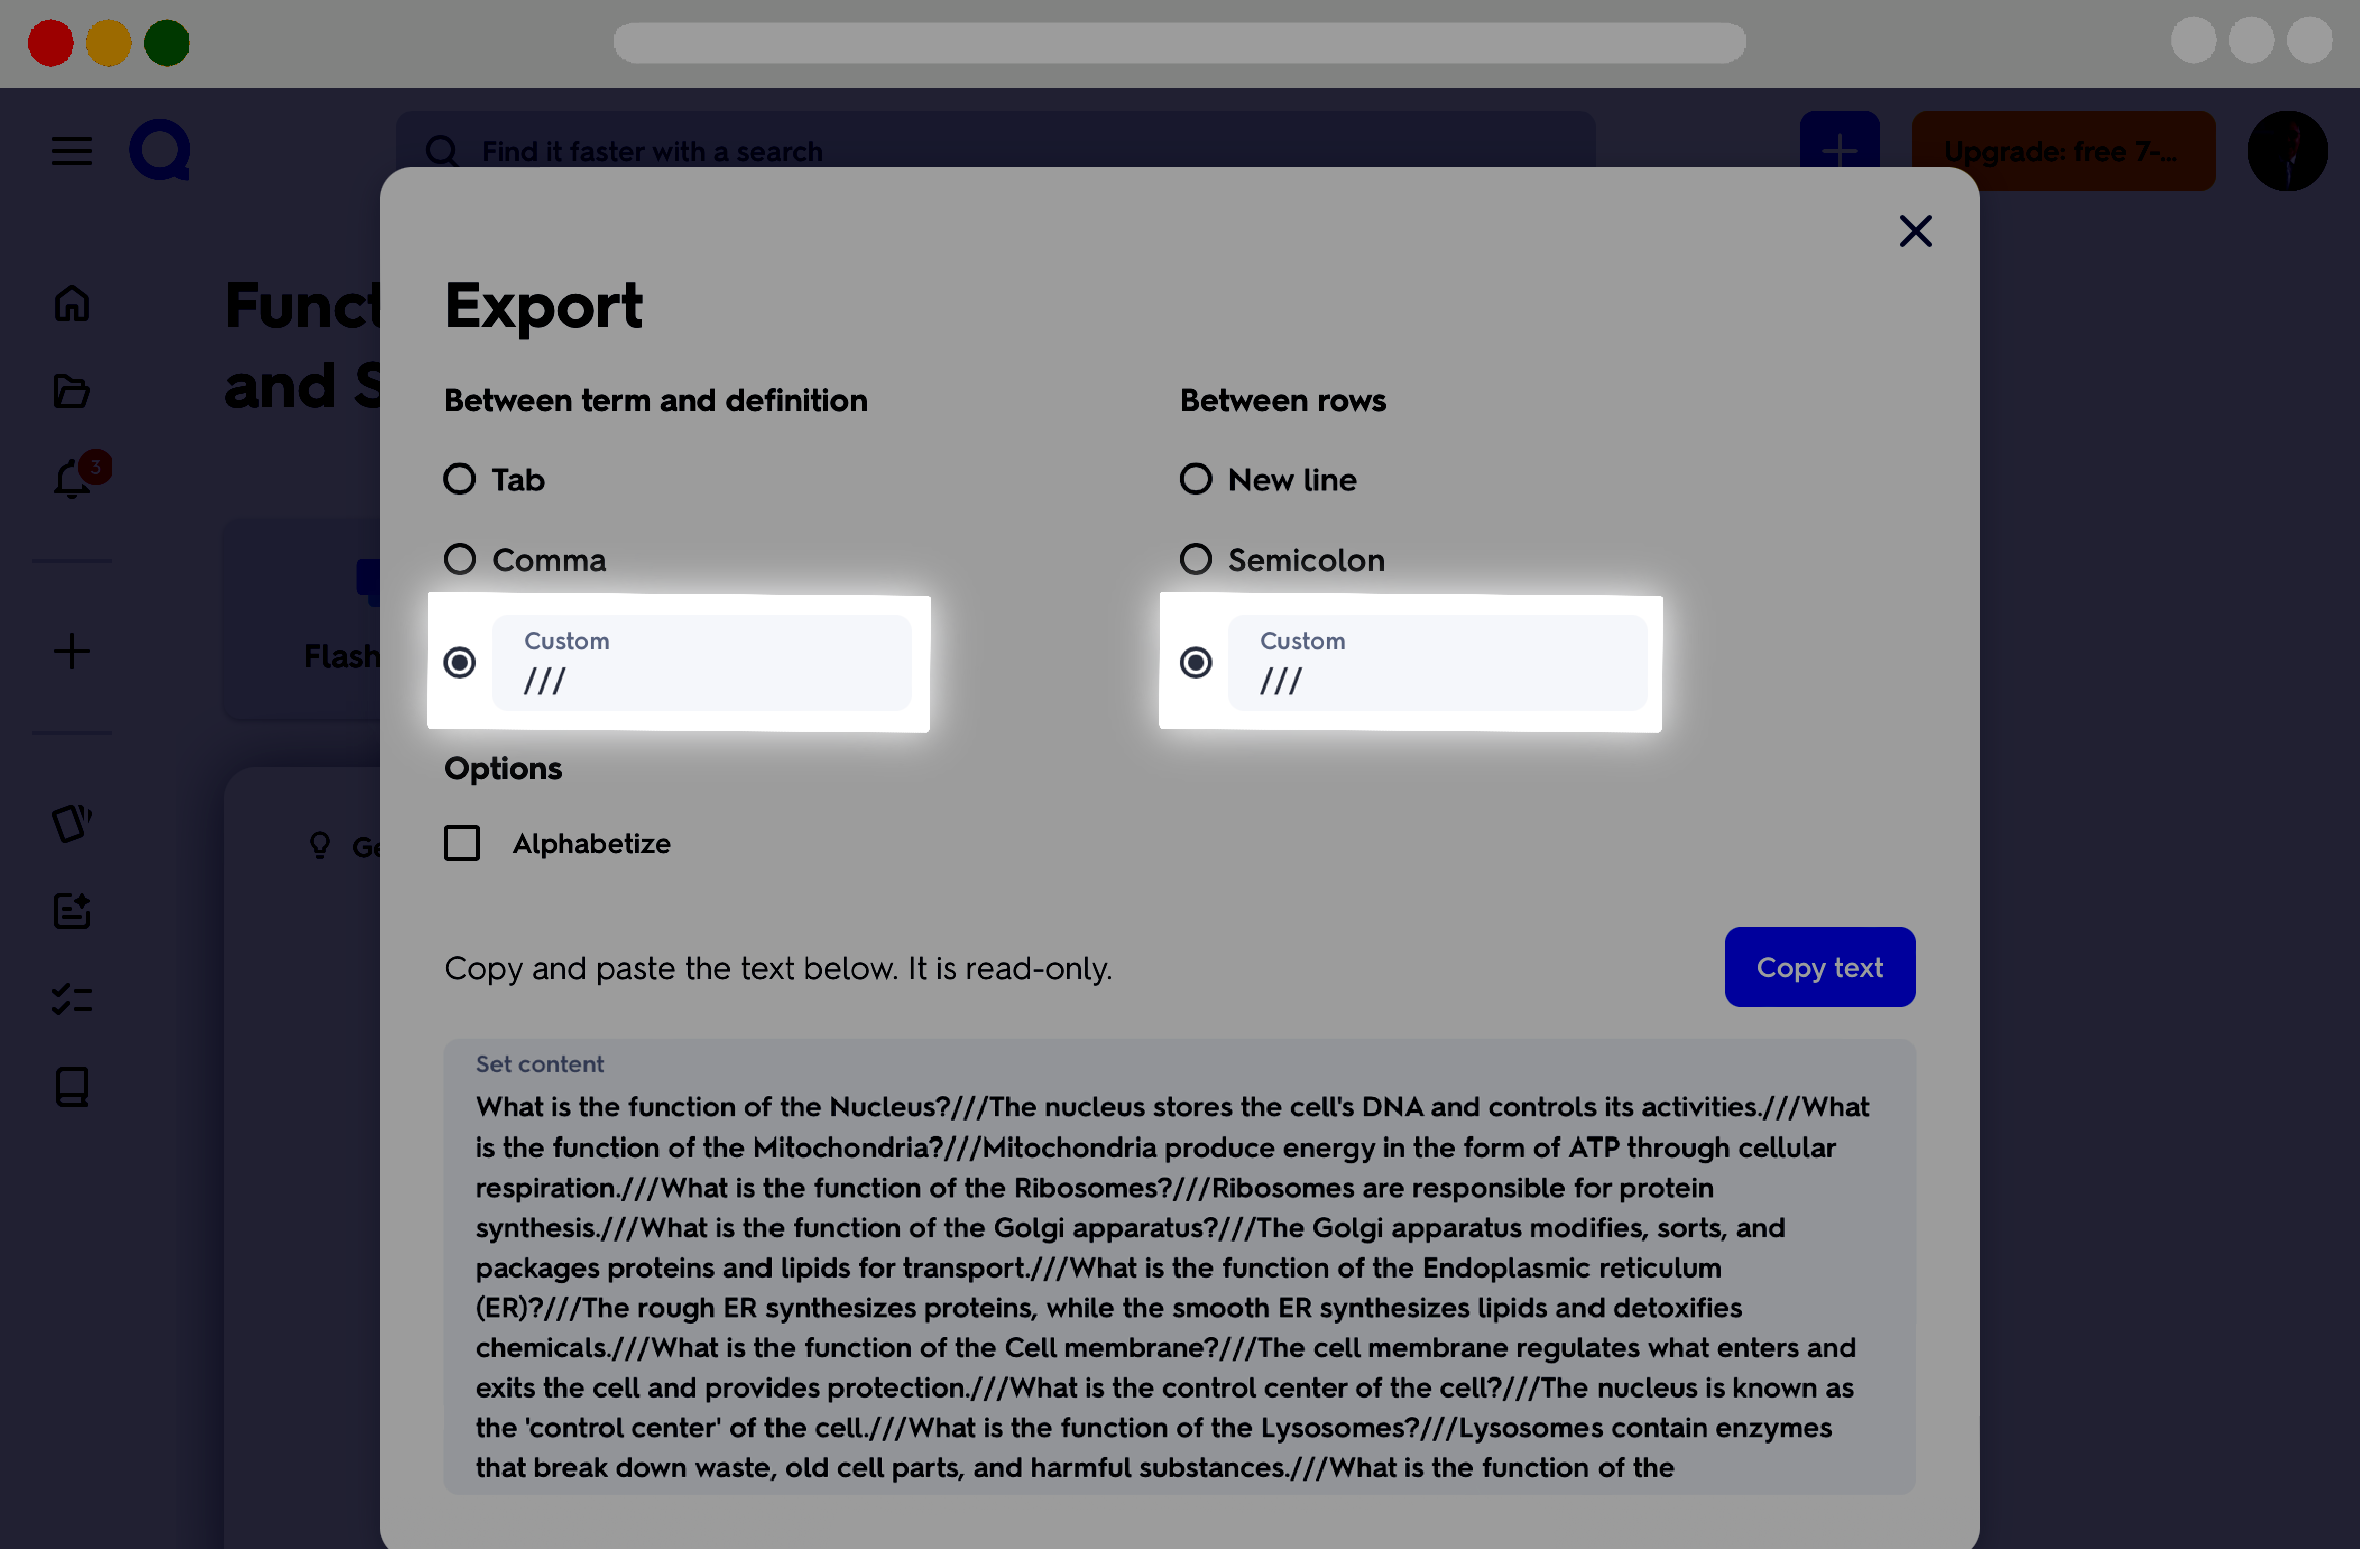 Find it faster with a search
Upgrade: free 7-...
Funct
and S
3
Flash
Ge
Export
Between term and definition
Between rows
Tab
New line
Comma
Semicolon
Custom
///
Custom
///
Options
Alphabetize
Copy and paste the text below. It is read-only.
Copy text
Set content
What is the function of the Nucleus?///The nucleus stores the cell's DNA and controls its activities.///What
is the function of the Mitochondria?///Mitochondria produce energy in the form of ATP through cellular
respiration.///What is the function of the Ribosomes?///Ribosomes are responsible for protein
synthesis.///What is the function of the Golgi apparatus?///The Golgi apparatus modifies, sorts, and
packages proteins and lipids for transport.///What is the function of the Endoplasmic reticulum
(ER)?///The rough ER synthesizes proteins, while the smooth ER synthesizes lipids and detoxifies
chemicals.///What is the function of the Cell membrane?///The cell membrane regulates what enters and
exits the cell and provides protection.///What is the control center of the cell?///The nucleus is known as
the 'control center' of the cell.///What is the function of the Lysosomes?///Lysosomes contain enzymes
that break down waste, old cell parts, and harmful substances.///What is the function of the